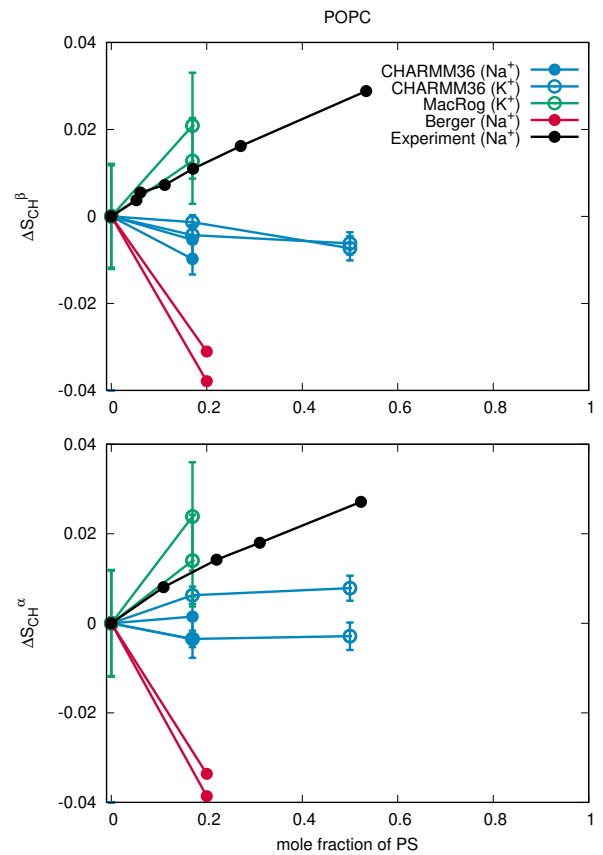 POPC
0.04
0.02
0
-0.02
-0.04
ΔS_CH^β
CHARMM36 (Na⁺)
CHARMM36 (K⁺)
MacRog (K⁺)
Berger (Na⁺)
Experiment (Na⁺)
0 0.2 0.4 0.6 0.8 1
0.04
0.02
0
-0.02
-0.04
ΔS_CH^α
0 0.2 0.4 0.6 0.8 1
mole fraction of PS